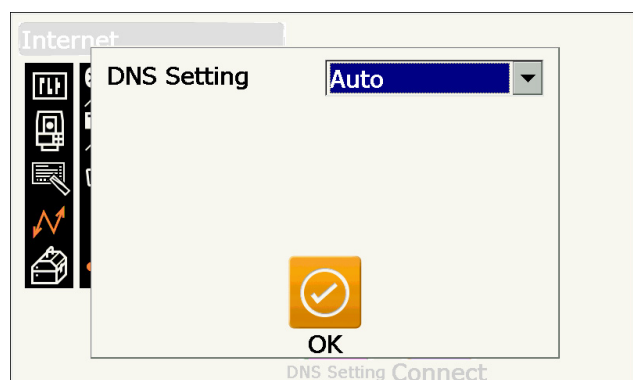 Internet
DNS Setting
Auto
OK
DNS Setting Connect